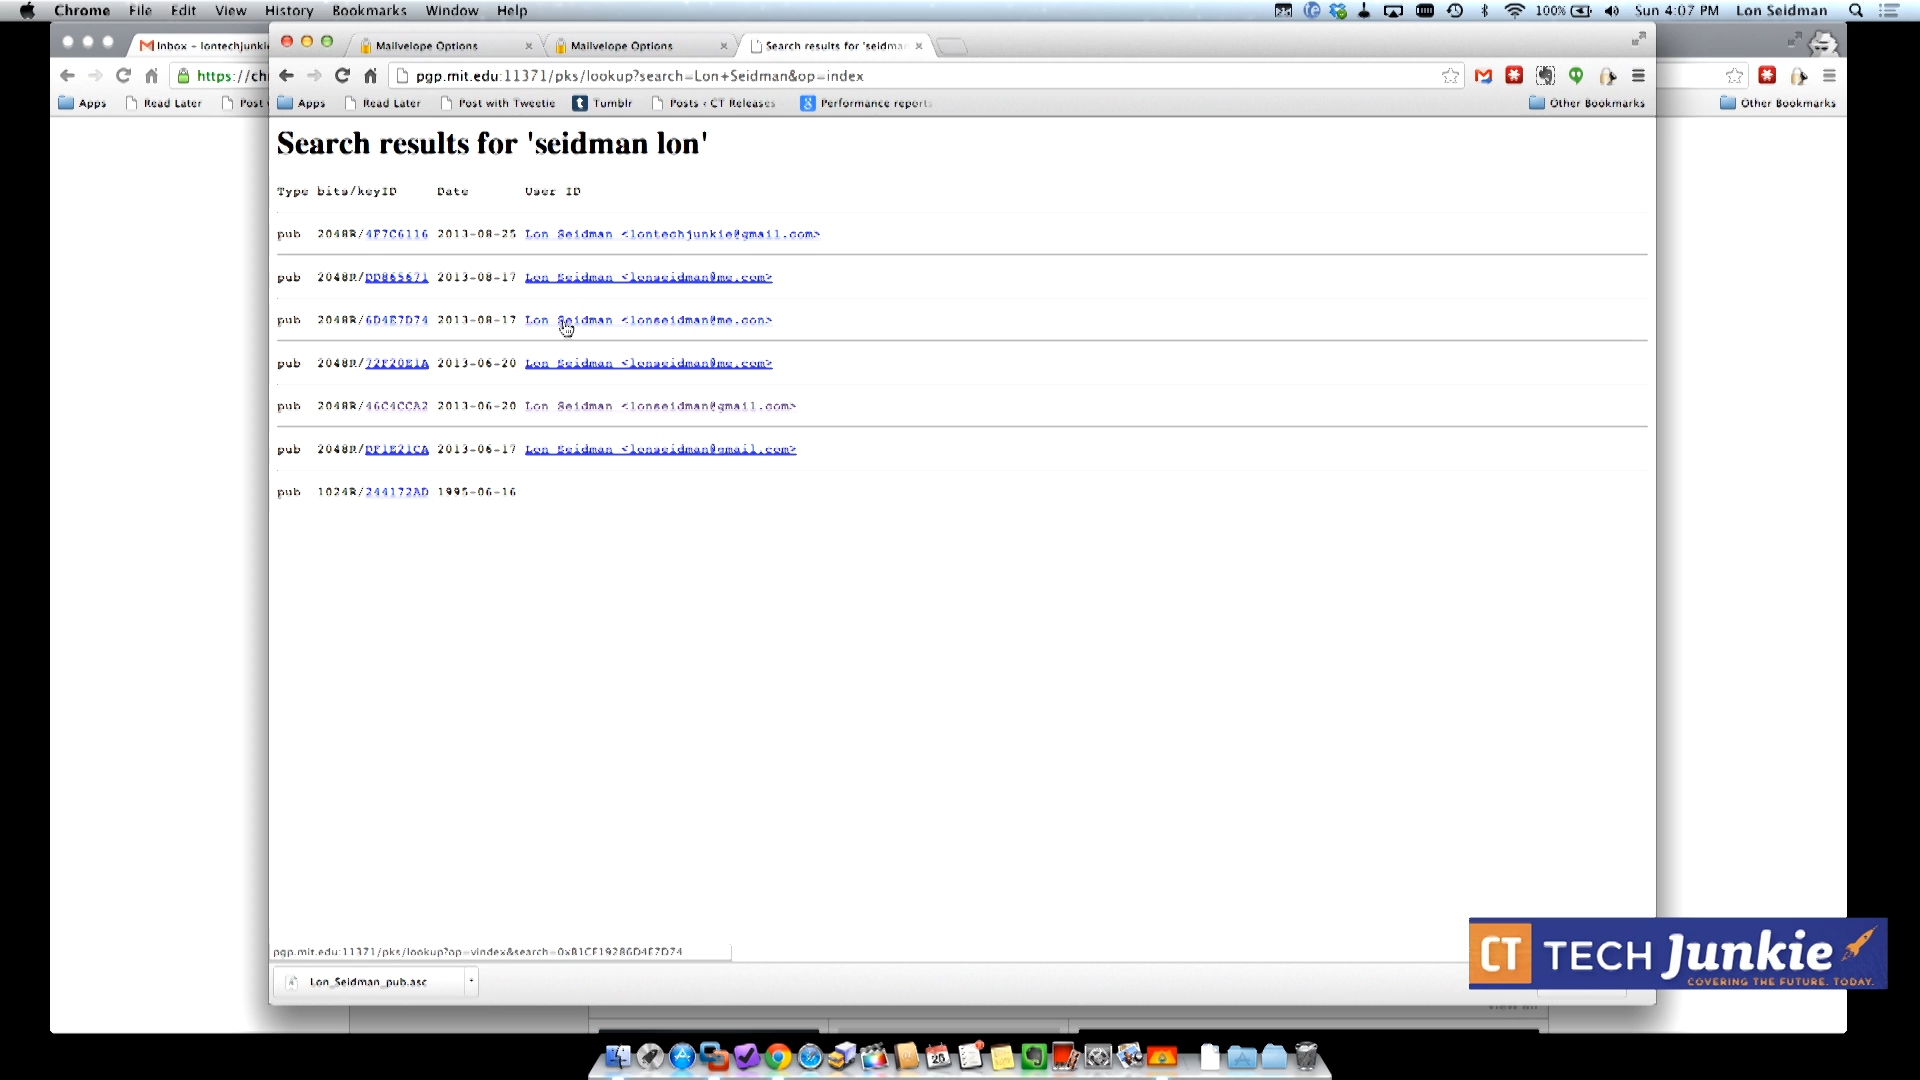 Chrome File Edit View History Bookmarks Window Help 100% Sun 4:07 PM Lon Seidman
Inbox - lontechjunki Mailvelope Options Mailvelope Options Search results for 'seidma
https://ch pgp.mit.edu:11371/pks/lookup?search=Lon+Seidman&op=index
Apps Read Later Post Apps Read Later Post with Tweetie Tumblr Posts ‹ CT Releases Performance reports Other Bookmarks Other Bookmarks
Search results for 'seidman lon'
Type bits/keyID Date User ID
pub 2048R/4F7C6116 2013-08-25 Lon Seidman <lontechjunkie@gmail.com>
pub 2048R/DD865671 2013-08-17 Lon Seidman <lonseidman@me.com>
pub 2048R/6D4E7D74 2013-08-17 Lon Seidman <lonseidman@me.com>
pub 2048R/72F20E1A 2013-06-20 Lon Seidman <lonseidman@me.com>
pub 2048R/46C4CCA2 2013-06-20 Lon Seidman <lonseidman@gmail.com>
pub 2048R/DF1E21CA 2013-06-17 Lon Seidman <lonseidman@gmail.com>
pub 1024R/244172AD 1995-06-16
pgp.mit.edu:11371/pks/lookup?op=vindex&search=
Lon_Seidman_pub.asc
CT TECH Junkie
COVERING THE FUTURE. TODAY.
View all